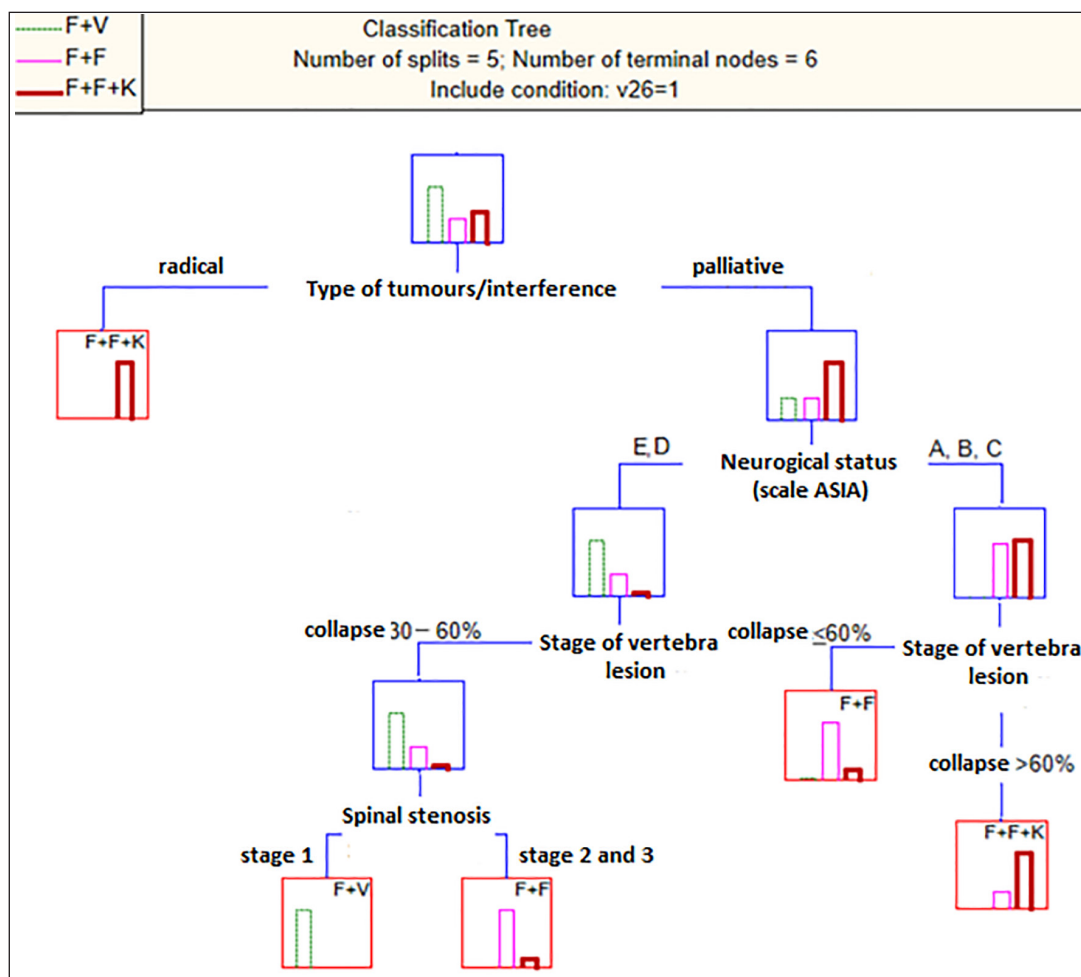 F+V
F+F
F+F+K
Classification Tree
Number of splits = 5; Number of terminal nodes = 6
Include condition: v26=1
radical
Type of tumours/interference
palliative
F+F+K
E,D
Neurogical status
(scale ASIA)
A, B, C
collapse 30 – 60%
Stage of vertebra
lesion
collapse ≤60%
Stage of vertebra
lesion
F+F
collapse >60%
Spinal stenosis
F+F+K
stage 1
stage 2 and 3
F+V
F+F